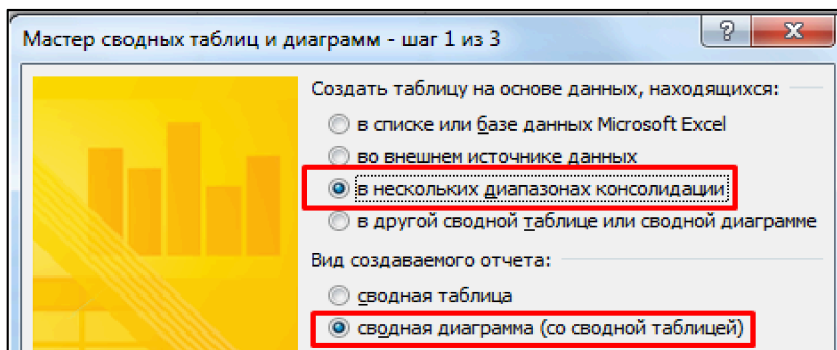 Мастер сводных таблиц и диаграмм - шаг 1 из 3
Создать таблицу на основе данных, находящихся:
в списке или базе данных Microsoft Excel
во внешнем источнике данных
в нескольких диапазонах консолидации
в другой сводной таблице или сводной диаграмме
Вид создаваемого отчета:
сводная таблица
сводная диаграмма (со сводной таблицей)